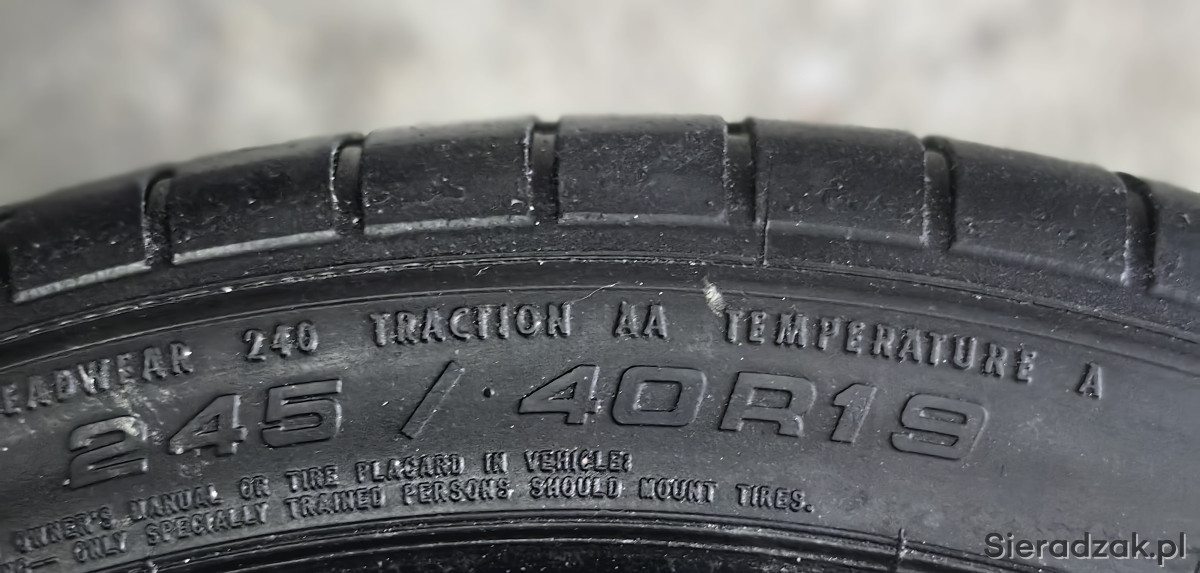 EADWEAR 240 TRACTION AA TEMPERATURE A
245/40R19
OWNER'S MANUAL OR TIRE PLACARD IN VEHICLE;
— ONLY SPECIALLY TRAINED PERSONS SHOULD MOUNT TIRES.
Sieradzak.pl